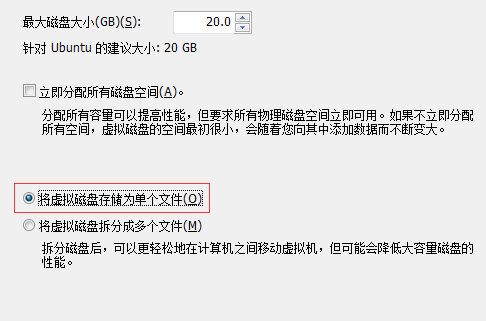 最大磁盘大小(GB)(S): 20.0
针对 Ubuntu 的建议大小: 20 GB
立即分配所有磁盘空间(A)。
分配所有容量可以提高性能，但要求所有物理磁盘空间立即可用。如果不立即分配
所有空间，虚拟磁盘的空间最初很小，会随着您向其中添加数据而不断变大。
将虚拟磁盘存储为单个文件(O)
将虚拟磁盘拆分成多个文件(M)
拆分磁盘后，可以更轻松地在计算机之间移动虚拟机，但可能会降低大容量磁盘的
性能。